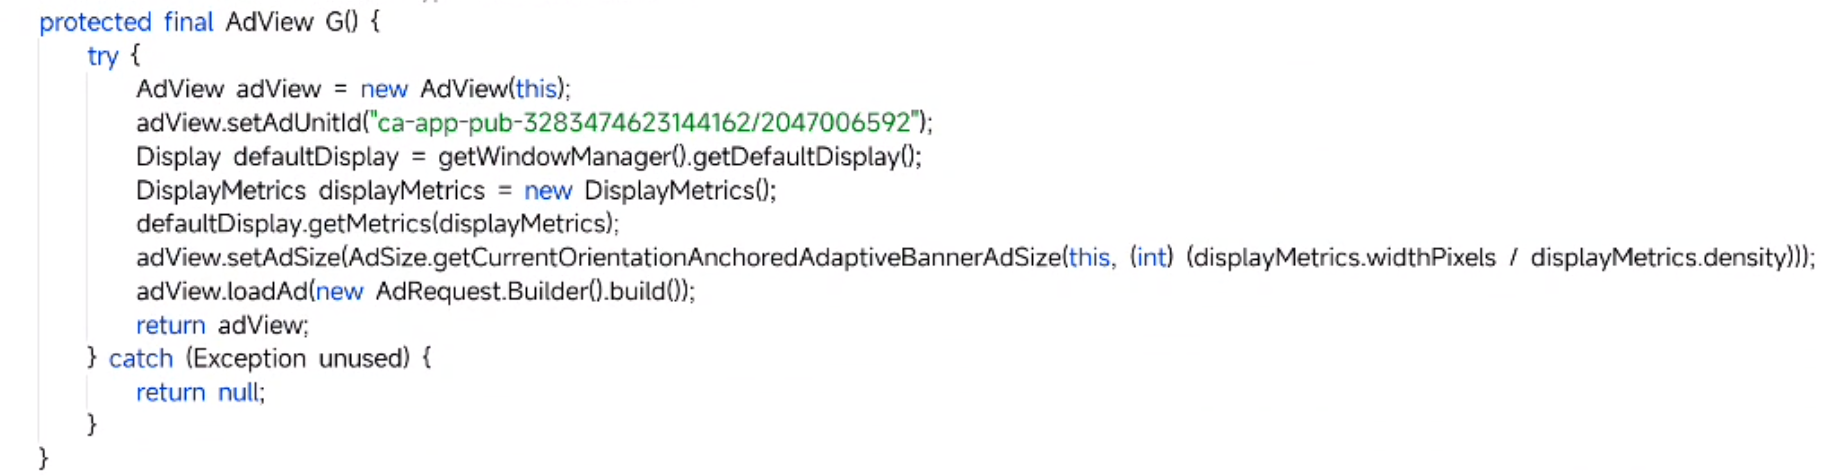 protected final AdView G() {
try {
AdView adView = new AdView(this);
adView.setAdUnitId("ca-app-pub-3283474623144162/2047006592");
Display defaultDisplay = getWindowManager().getDefaultDisplay();
DisplayMetrics displayMetrics = new DisplayMetrics();
defaultDisplay.getMetrics(displayMetrics);
adView.setAdSize(AdSize.getCurrentOrientationAnchoredAdaptiveBannerAdSize(this, (int) (displayMetrics.widthPixels / displayMetrics.density)));
adView.loadAd(new AdRequest.Builder().build());
return adView;
} catch (Exception unused) {
return null;
}
}